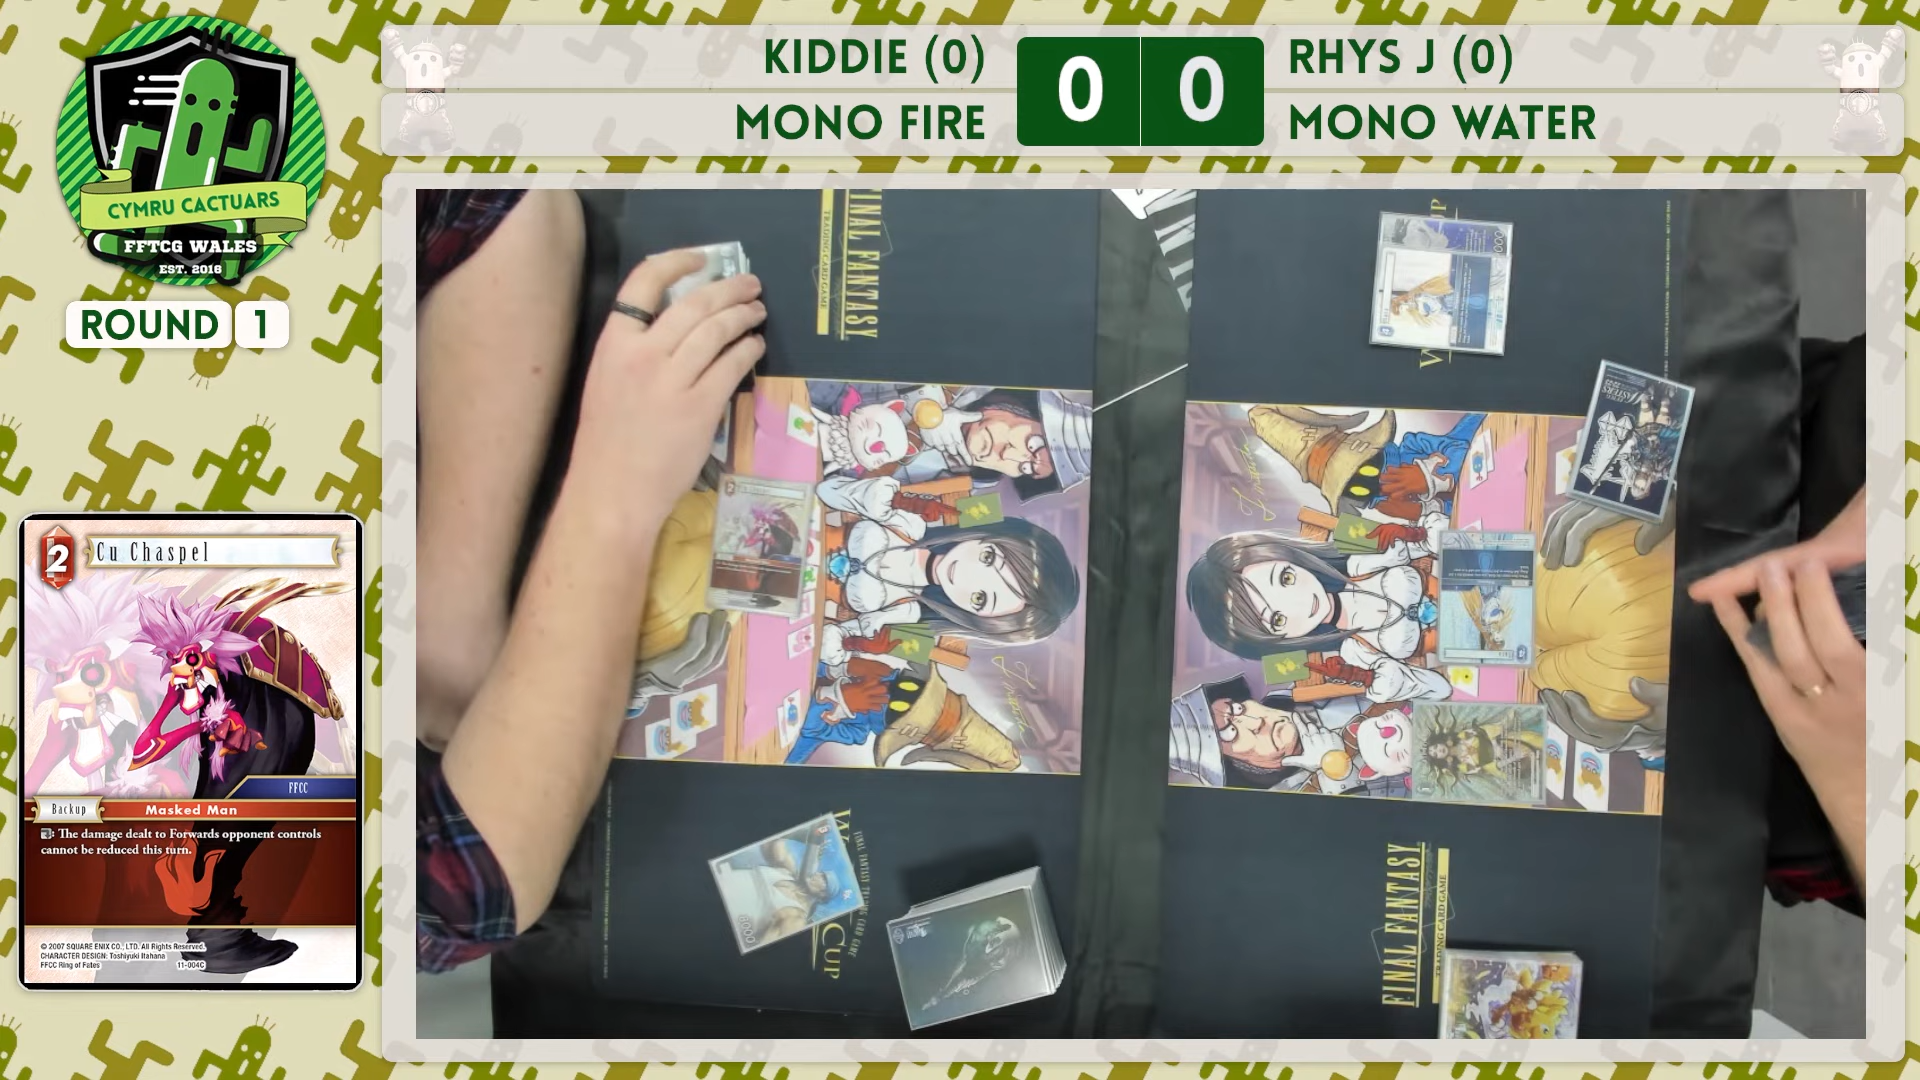 KIDDIE (0)
MONO FIRE
0
0
RHYS J (0)
MONO WATER
CYMRU CACTUARS
FFTCG WALES
EST. 2016
ROUND 1
2
Cu Chaspel
FFCC
Backup
Masked Man
The damage dealt to Forwards opponent controls
cannot be reduced this turn.
© 2007 SQUARE ENIX CO., LTD. All Rights Reserved.
CHARACTER DESIGN: Toshiyuki Itahana
FFCC Ring of Fates
11-004C
FINAL FANTASY
TRADING CARD GAME
CUP
FINAL FANTASY
TRADING CARD GAME